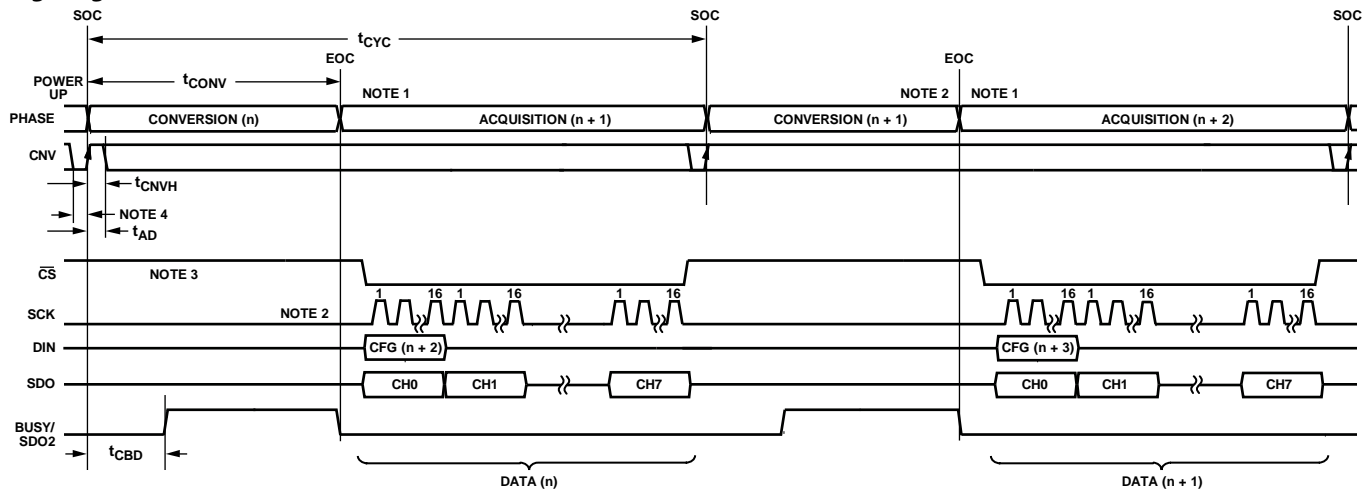 SOC SOC SOC
tCYC
EOC EOC
POWER UP
tCONV
NOTE 1 NOTE 2 NOTE 1
PHASE CONVERSION (n) ACQUISITION (n + 1) CONVERSION (n+1) ACQUISITION (n + 2)
CNV
tCNVH
NOTE 4
tAD
CS NOTE 3
1 16 1 16 1 16 1 16 1 16 1 16
SCK NOTE 2
DIN CFG (n + 2) CFG (n + 3)
SDO CH0 CH1 CH7 CH0 CH1 CH7
BUSY/
SDO2
tCBD
DATA (n) DATA (n + 1)